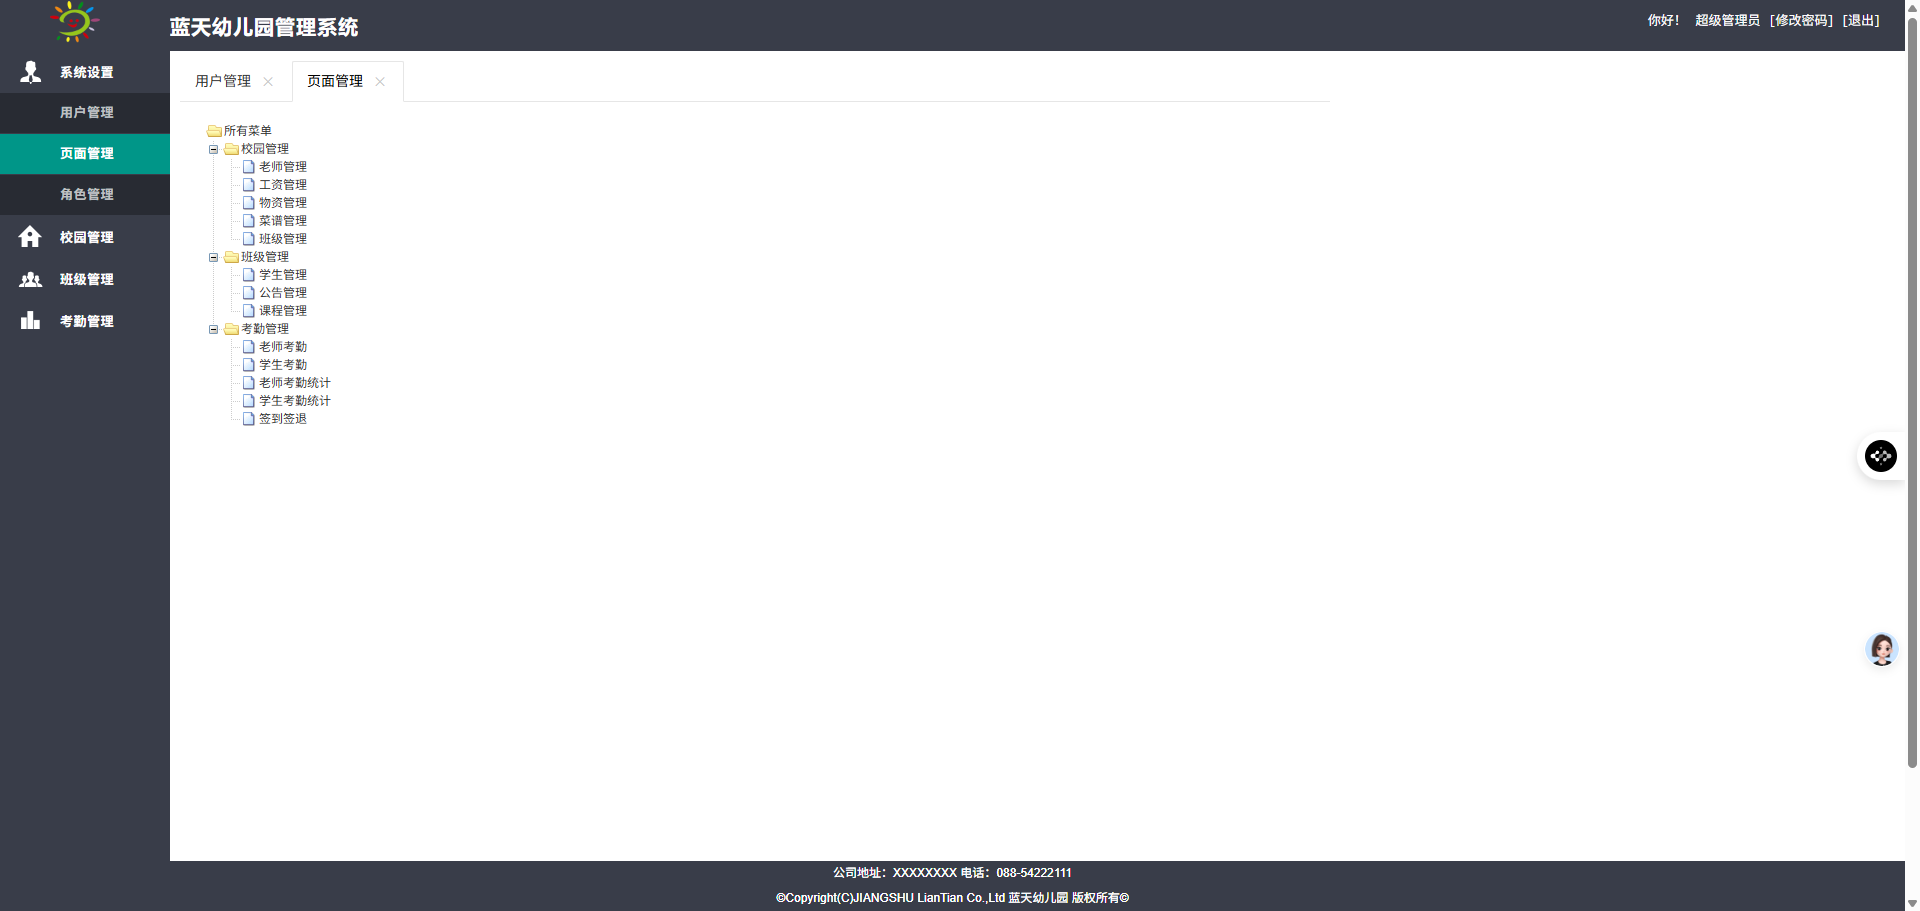 蓝天幼儿园管理系统
你好！ 超级管理员 [修改密码] [退出]
系统设置
用户管理
页面管理
角色管理
校园管理
班级管理
考勤管理
用户管理 页面管理
所有菜单
校园管理
老师管理
工资管理
物资管理
菜谱管理
班级管理
班级管理
学生管理
公告管理
课程管理
考勤管理
老师考勤
学生考勤
老师考勤统计
学生考勤统计
签到签退
公司地址：XXXXXXXX 电话：088-54222111
©Copyright(C)JIANGSHU LianTian Co.,Ltd 蓝天幼儿园 版权所有©